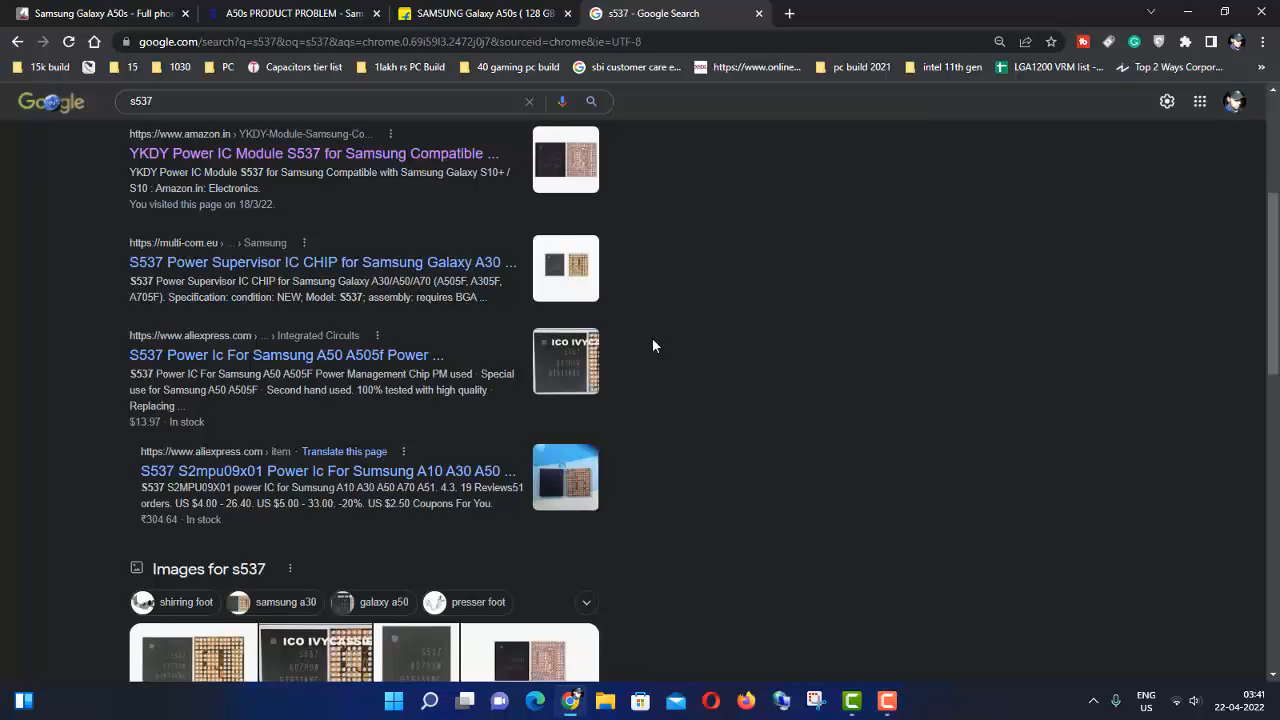 Samsung Galaxy A50s - Full phon
A50s PRODUCT PROBLEM - Sam
SAMSUNG Galaxy A50s ( 128 GB
s537 - Google Search
google.com/search?q=s537&oq=s537&aqs=chrome.0.69i59l3.2472j0j7&sourceid=chrome&ie=UTF-8
15k build
15
1030
PC
Capacitors tier list
1lakh rs PC Build
40 gaming pc build
sbi customer care e...
https://www.online...
pc build 2021
intel 11th gen
LGA1200 VRM list -...
Top 2 Ways Corpor...
Google
s537
https://www.amazon.in › YKDY-Module-Samsung-Co...
YKDY Power IC Module S537 for Samsung Compatible ...
YKDY Power IC Module S537 for Samsung Compatible with Samsung Galaxy S10+ /
S10 : Amazon.in: Electronics.
You visited this page on 18/3/22.
https://multi-com.eu › ... › Samsung
S537 Power Supervisor IC CHIP for Samsung Galaxy A30 ...
S537 Power Supervisor IC CHIP for Samsung Galaxy A30/A50/A70 (A505F, A305F,
A705F). Specification: condition: NEW; Model: S537; assembly: requires BGA ...
https://www.aliexpress.com › ... › Integrated Circuits
S537 Power Ic For Samsung A50 A505f Power ...
S537 Power IC For Samsung A50 A505F Power Management Chip PM used · Special
use for Samsung A50 A505F · Second hand used. 100% tested with high quality ·
Replacing ...
$13.97 · In stock
ICO IVYCA
https://www.aliexpress.com › item · Translate this page
S537 S2mpu09x01 Power Ic For Sumsung A10 A30 A50 ...
S537 S2MPU09X01 power IC for Samsung A10 A30 A50 A70 A51. 4.3. 19 Reviews51
orders. US $4.00 - 26.40. US $5.00 - 33.00. -20%. US $2.50 Coupons For You.
₹304.64 · In stock
Images for s537
shirring foot
samsung a30
galaxy a50
presser foot
ICO IVYCASSIE
ENG
US
03:41
22-04-2022